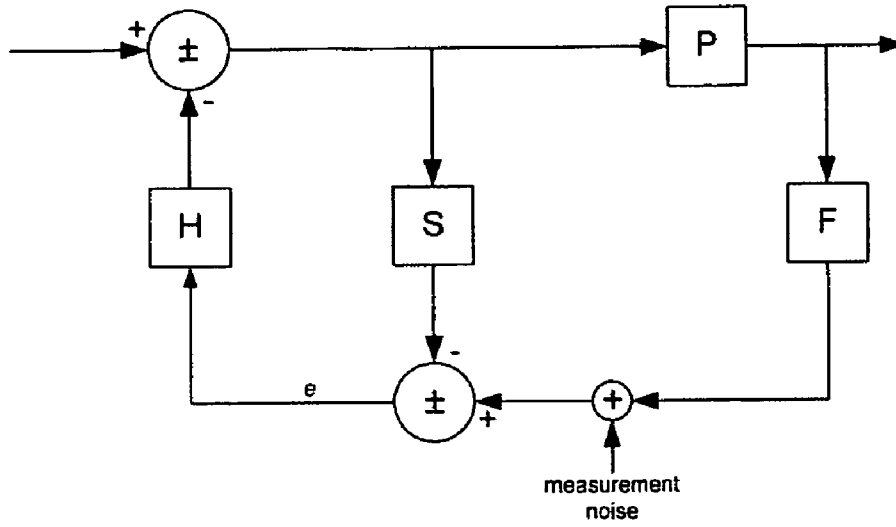 +
±
P
-
H
S
F
-
e
±
+
+
measurement
noise